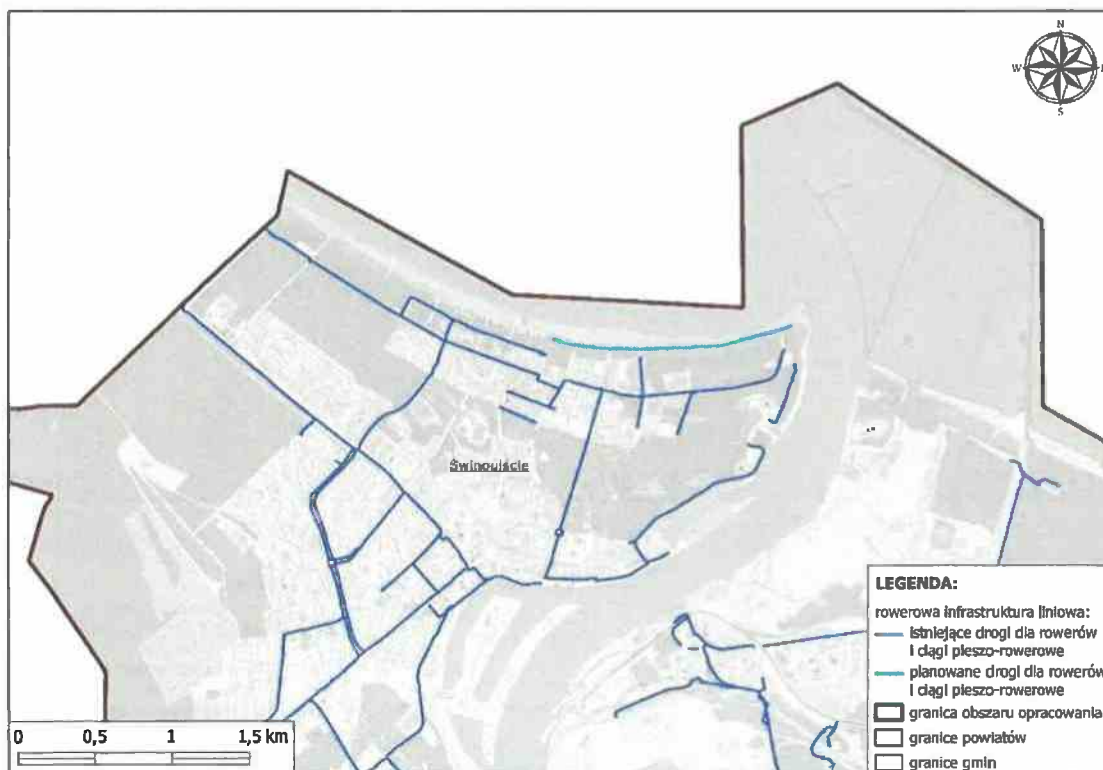 N
W
S
Świnoujście
LEGENDA:
rowerowa infrastruktura liniowa:
istniejące drogi dla rowerów
i ciągi pieszo-rowerowe
planowane drogi dla rowerów
i ciągi pieszo-rowerowe
granica obszaru opracowania
granice powiatów
granice gmin
0 0,5 1 1,5 km